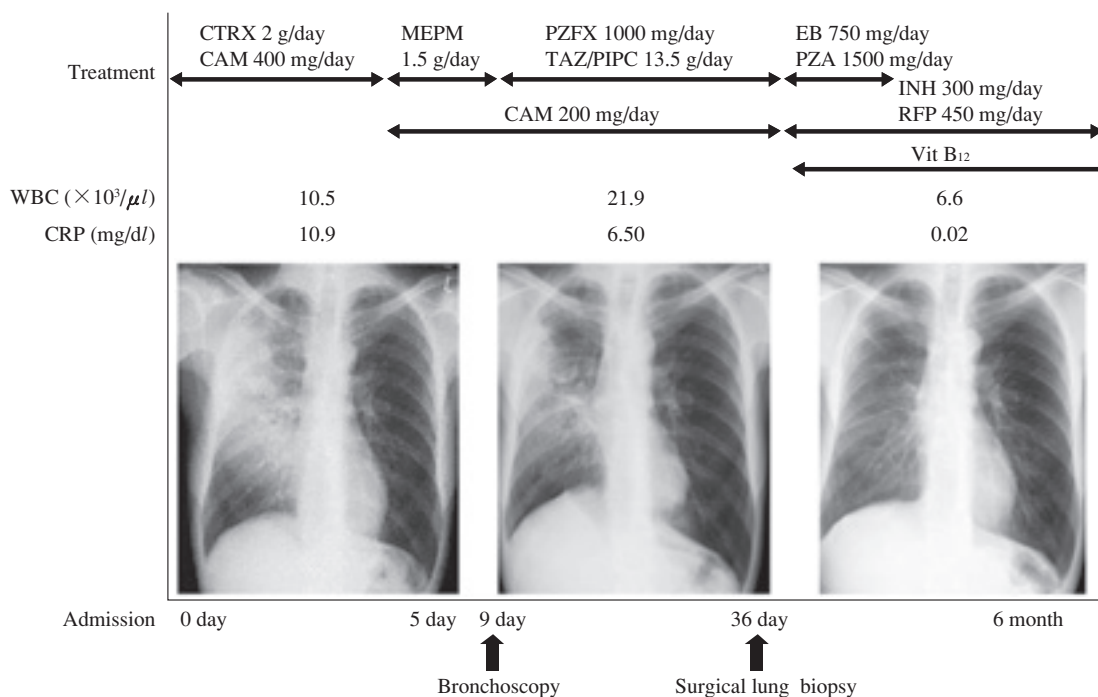 CTRX 2 g/day
CAM 400 mg/day
MEPM
1.5 g/day
PZFX 1000 mg/day
TAZ/PIPC 13.5 g/day
EB 750 mg/day
PZA 1500 mg/day
Treatment
INH 300 mg/day
RFP 450 mg/day
CAM 200 mg/day
Vit B12
WBC (×10³/μl) 10.5 21.9 6.6
CRP (mg/dl) 10.9 6.50 0.02
Admission 0 day 5 day 9 day 36 day 6 month
Bronchoscopy Surgical lung biopsy